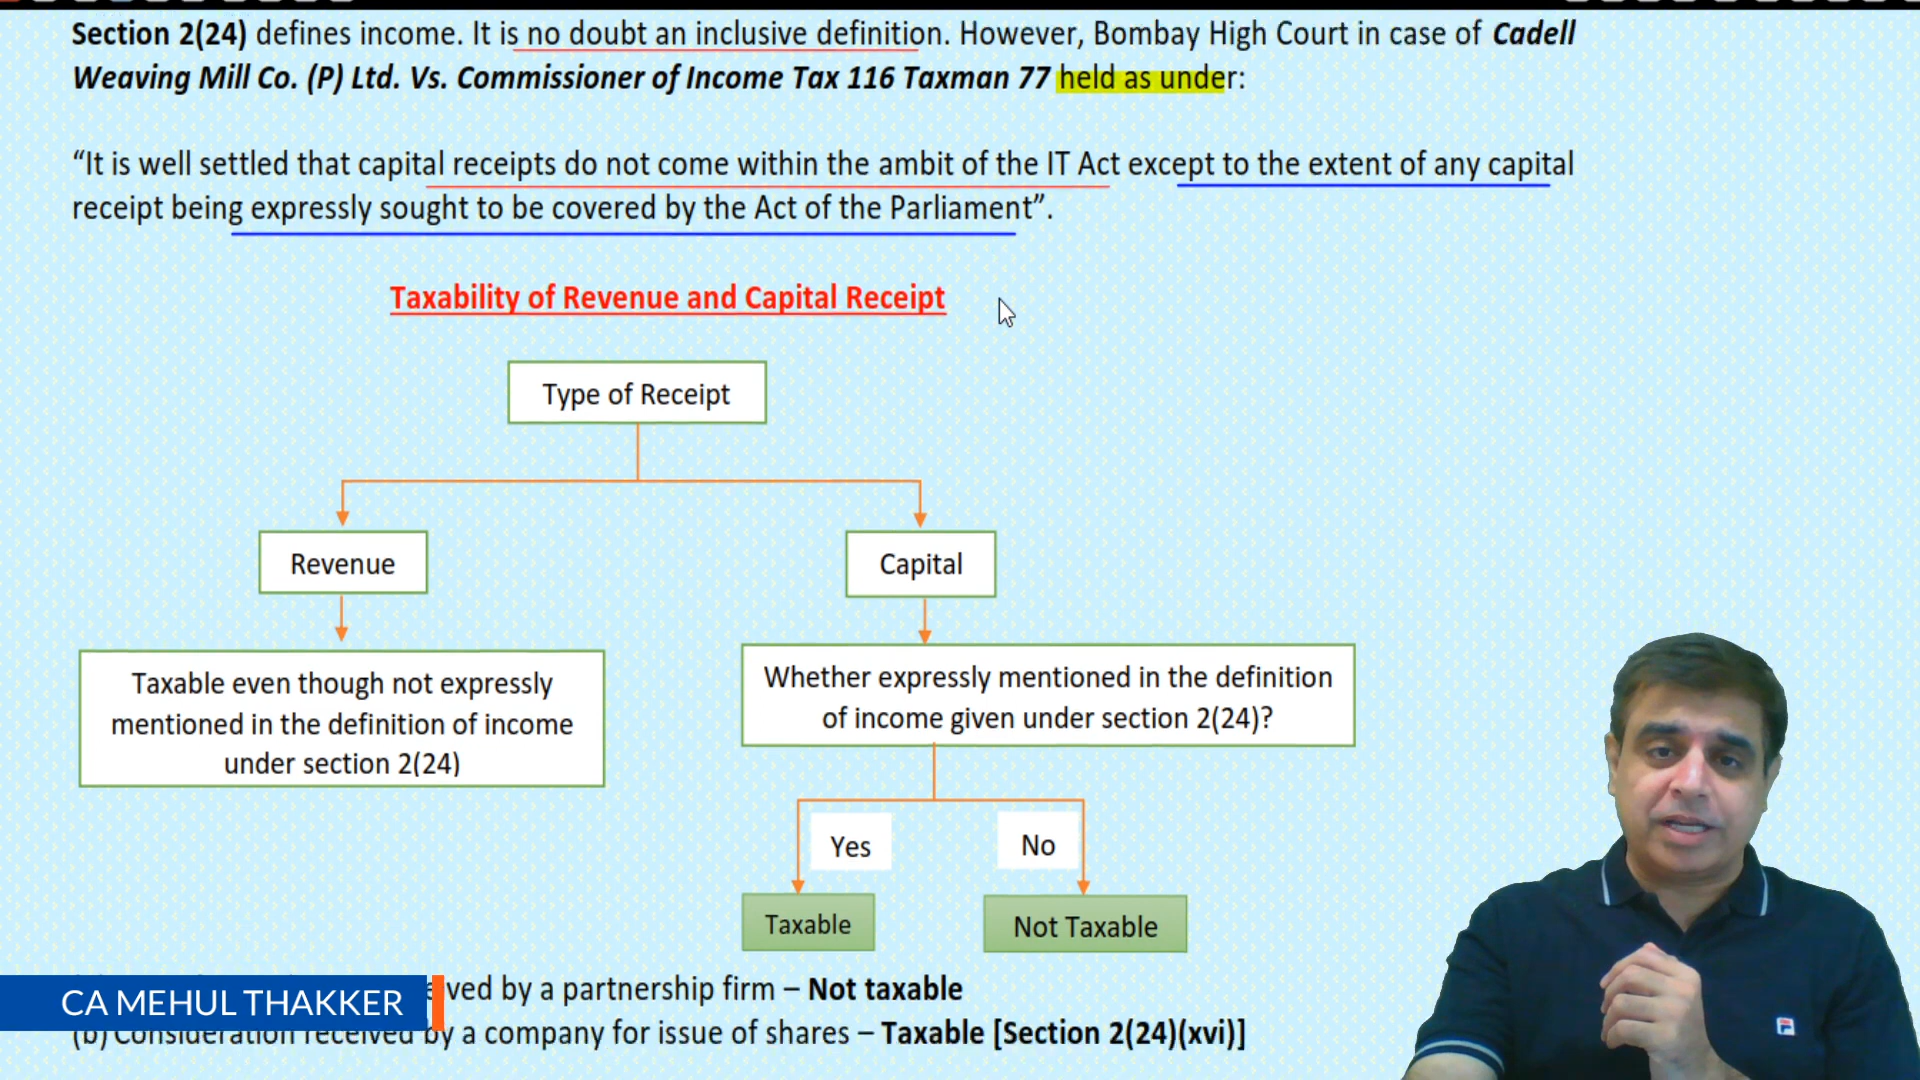 Section 2(24) defines income. It is no doubt an inclusive definition. However, Bombay High Court in case of Cadell
Weaving Mill Co. (P) Ltd. Vs. Commissioner of Income Tax 116 Taxman 77 held as under:
“It is well settled that capital receipts do not come within the ambit of the IT Act except to the extent of any capital
receipt being expressly sought to be covered by the Act of the Parliament”.
Taxability of Revenue and Capital Receipt
Type of Receipt
Revenue
Capital
Taxable even though not expressly
mentioned in the definition of income
under section 2(24)
Whether expressly mentioned in the definition
of income given under section 2(24)?
Yes
No
Taxable
Not Taxable
by a partnership firm – Not taxable
CA MEHUL THAKKER
(b) Consideration received by a company for issue of shares – Taxable [Section 2(24)(xvi)]